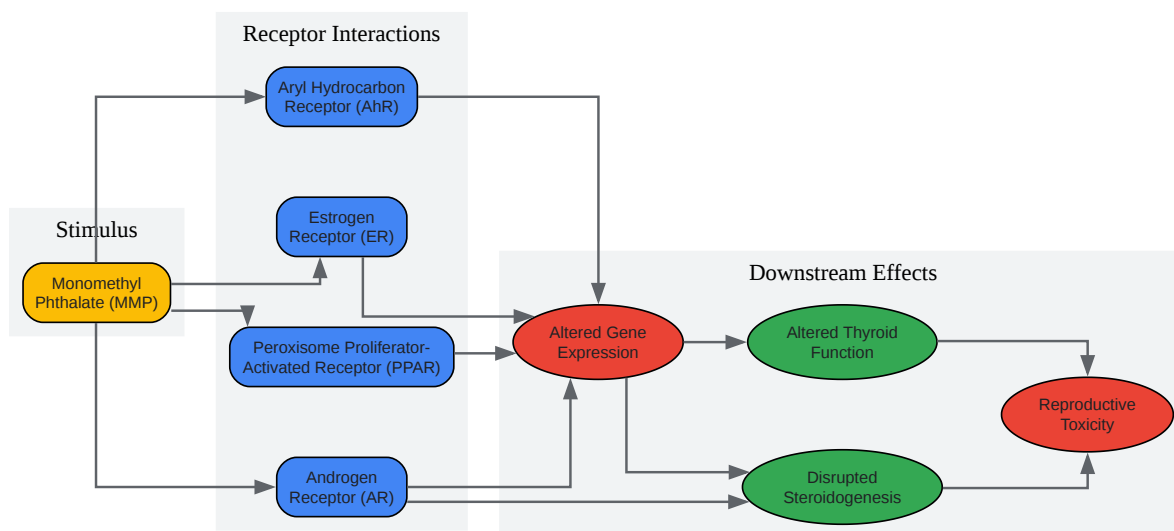 Receptor Interactions
Aryl Hydrocarbon
Receptor (AhR)
Estrogen
Receptor (ER)
Stimulus
Monomethyl
Phthalate (MMP)
Peroxisome Proliferator-
Activated Receptor (PPAR)
Androgen
Receptor (AR)
Downstream Effects
Altered Gene
Expression
Altered Thyroid
Function
Reproductive
Toxicity
Disrupted
Steroidogenesis